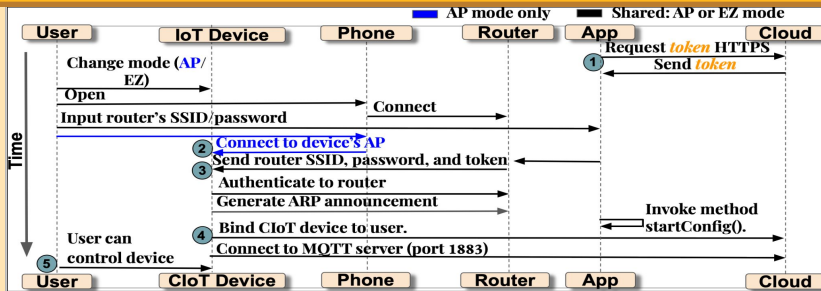 AP mode only Shared: AP or EZ mode
User IoT Device Phone Router App Cloud
Request token HTTPS
1
Send token
Change mode (AP/
EZ)
Open
Connect
Input router's SSID/password
Connect to device's AP
2
Send router SSID, password, and token
3
Authenticate to router
Generate ARP announcement
Invoke method
startConfig().
Bind CIoT device to user.
4
User can
control device
Connect to MQTT server (port 1883)
5
Time
User CIoT Device Phone Router App Cloud